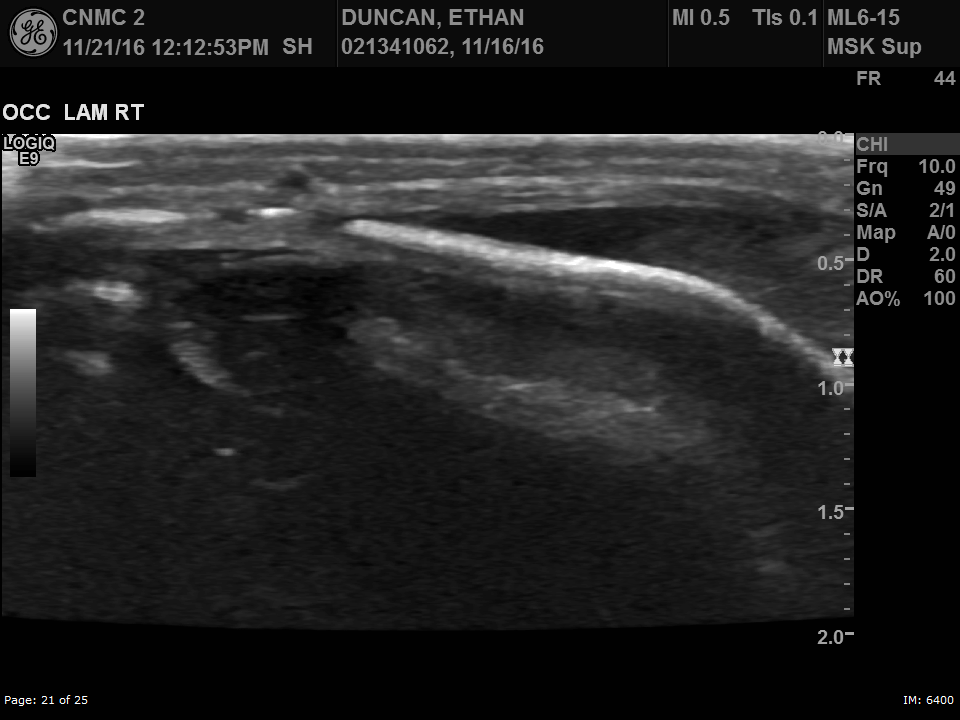 GE
CNMC 2
11/21/16 12:12:53PM SH
DUNCAN, ETHAN
021341062, 11/16/16
MI 0.5 TIs 0.1
ML6-15
MSK Sup
FR 44
OCC LAM RT
LOGIQ
E9
0.0
CHI
Frq 10.0
Gn 49
S/A 2/1
Map A/0
D 2.0
DR 60
AO% 100
0.5
1.0
1.5
2.0
Page: 21 of 25
IM: 6400